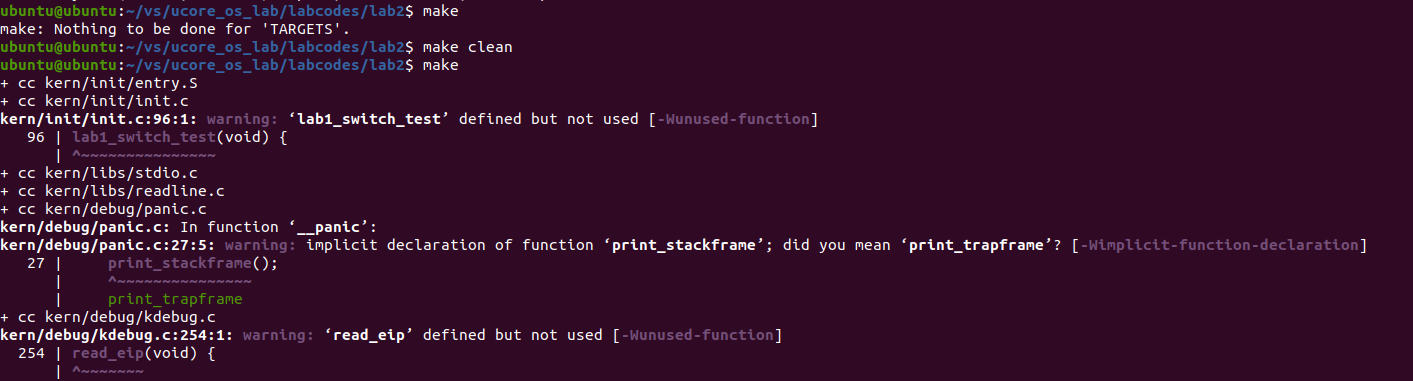 ubuntu@ubuntu:~/vs/ucore_os_lab/labcodes/lab2$ make
make: Nothing to be done for 'TARGETS'.
ubuntu@ubuntu:~/vs/ucore_os_lab/labcodes/lab2$ make clean
ubuntu@ubuntu:~/vs/ucore_os_lab/labcodes/lab2$ make
+ cc kern/init/entry.S
+ cc kern/init/init.c
kern/init/init.c:96:1: warning: ‘lab1_switch_test’ defined but not used [-Wunused-function]
   96 | lab1_switch_test(void) {
      | ^~~~~~~~~~~~~~~~
+ cc kern/libs/stdio.c
+ cc kern/libs/readline.c
+ cc kern/debug/panic.c
kern/debug/panic.c: In function ‘__panic’:
kern/debug/panic.c:27:5: warning: implicit declaration of function ‘print_stackframe’; did you mean ‘print_trapframe’? [-Wimplicit-function-declaration]
   27 |     print_stackframe();
      |     ^~~~~~~~~~~~~~~~
      |     print_trapframe
+ cc kern/debug/kdebug.c
kern/debug/kdebug.c:254:1: warning: ‘read_eip’ defined but not used [-Wunused-function]
  254 | read_eip(void) {
      | ^~~~~~~~